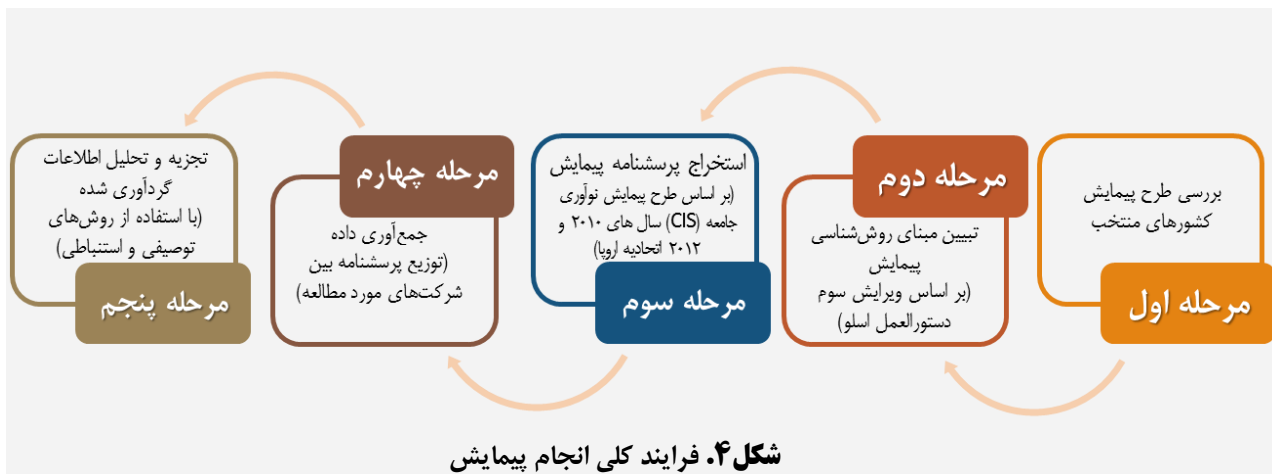 بررسی طرح پیمایش
کشورهای منتخب
مرحله اول
مرحله دوم
تبیین مبنای روش‌شناسی
پیمایش
(بر اساس ویرایش سوم
دستورالعمل اسلو)
استخراج پرسشنامه پیمایش
(بر اساس طرح پیمایش نوآوری
جامعه (CIS) سال های ۲۰۱۰ و
۲۰۱۲ اتحادیه اروپا)
مرحله سوم
مرحله چهارم
جمع‌آوری داده
(توزیع پرسشنامه بین
شرکت‌های مورد مطالعه)
تجزیه و تحلیل اطلاعات
گردآوری شده
(با استفاده از روش‌های
توصیفی و استنباطی)
مرحله پنجم
شکل۴. فرایند کلی انجام پیمایش